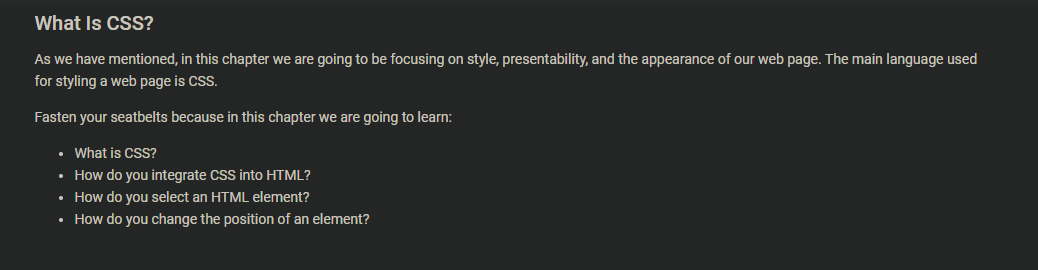 What Is CSS?
As we have mentioned, in this chapter we are going to be focusing on style, presentability, and the appearance of our web page. The main language used
for styling a web page is CSS.
Fasten your seatbelts because in this chapter we are going to learn:
• What is CSS?
• How do you integrate CSS into HTML?
• How do you select an HTML element?
• How do you change the position of an element?